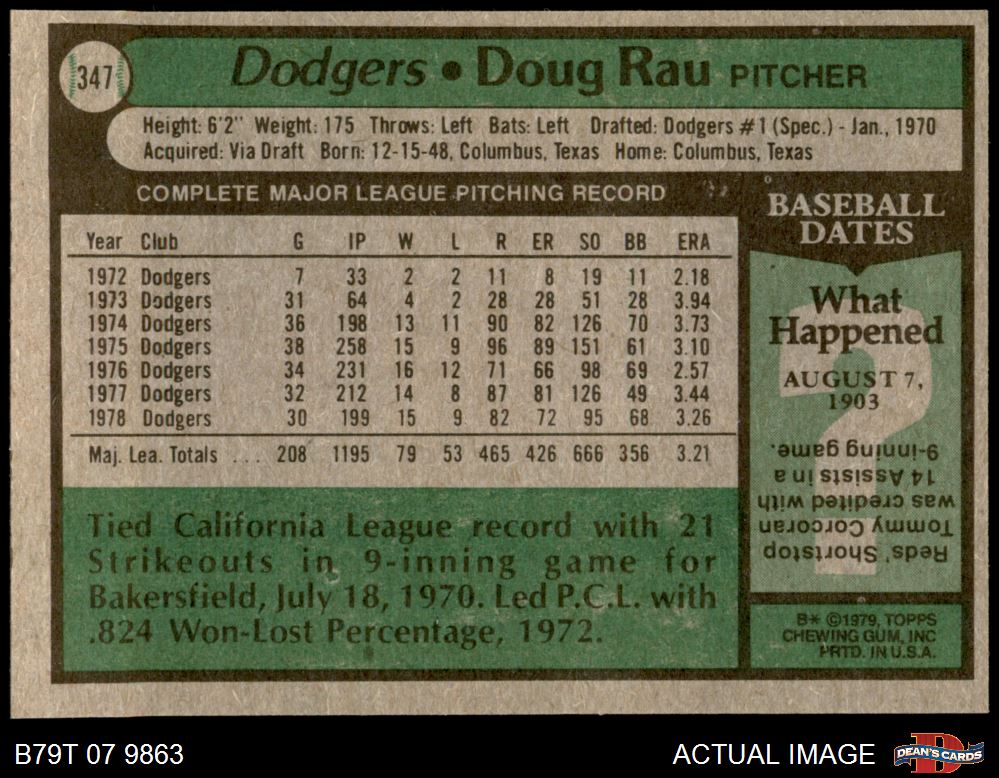 347
Dodgers • Doug Rau PITCHER
Height: 6'2" Weight: 175 Throws: Left Bats: Left Drafted: Dodgers #1 (Spec.) - Jan., 1970
Acquired: Via Draft Born: 12-15-48, Columbus, Texas Home: Columbus, Texas
COMPLETE MAJOR LEAGUE PITCHING RECORD
Year Club G IP W L R ER SO BB ERA
1972 Dodgers 7 33 2 2 11 8 19 11 2.18
1973 Dodgers 31 64 4 2 28 28 51 28 3.94
1974 Dodgers 36 198 13 11 90 82 126 70 3.73
1975 Dodgers 38 258 15 9 96 89 151 61 3.10
1976 Dodgers 34 231 16 12 71 66 98 69 2.57
1977 Dodgers 32 212 14 8 87 81 126 49 3.44
1978 Dodgers 30 199 15 9 82 72 95 68 3.26
Maj. Lea. Totals ... 208 1195 79 53 465 426 666 356 3.21
Tied California League record with 21
Strikeouts in 9-inning game for
Bakersfield, July 18, 1970. Led P.C.L. with
.824 Won-Lost Percentage, 1972.
BASEBALL
DATES
What
Happened
AUGUST 7,
1903
Reds' Shortstop
Tommy Corcoran
was credited with
14 Assists in a
9-inning game.
B* ©1979, TOPPS
CHEWING GUM, INC
PRTD. IN U.S.A.
B79T 07 9863
ACTUAL IMAGE
DEAN'S CARDS